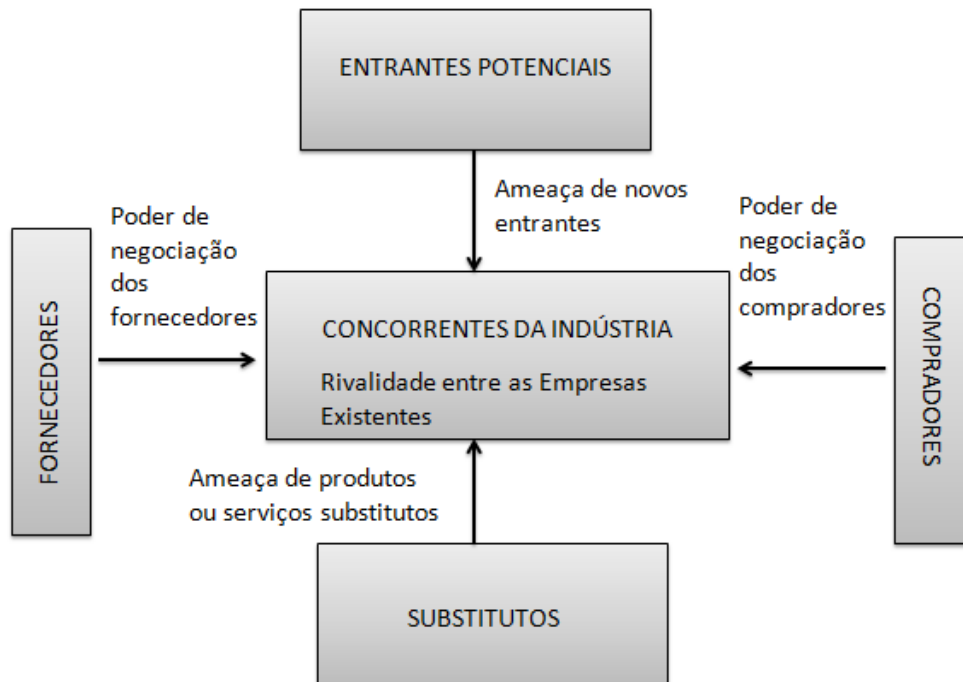 ENTRANTES POTENCIAIS
Ameaça de novos
entrantes
Poder de
negociação
dos
fornecedores
Poder de
negociação
dos
compradores
FORNECEDORES
CONCORRENTES DA INDÚSTRIA
Rivalidade entre as Empresas
Existentes
COMPRADORES
Ameaça de produtos
ou serviços substitutos
SUBSTITUTOS